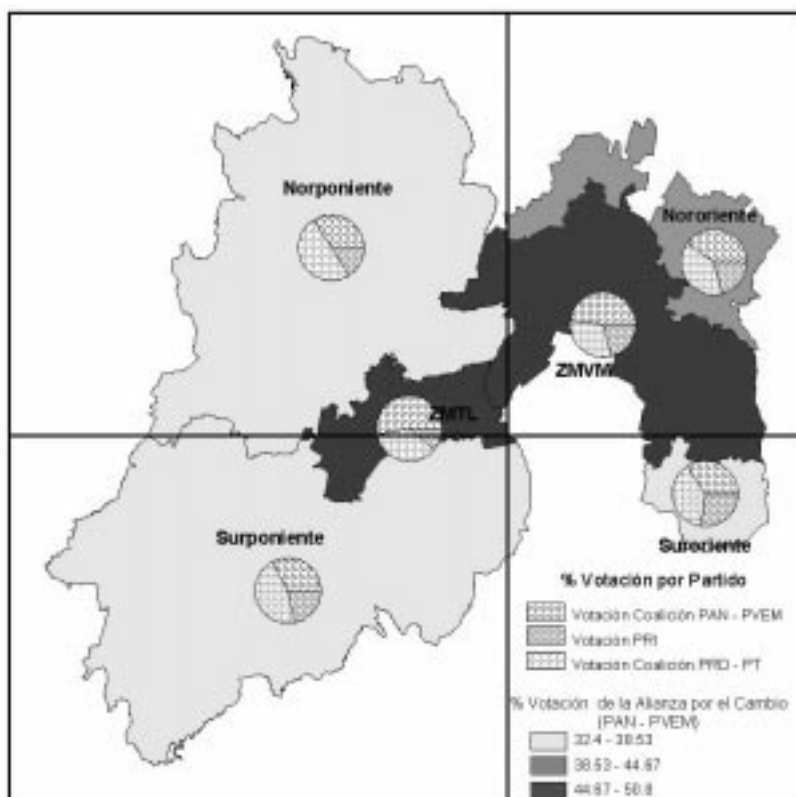 Norponiente
Nororiente
ZMVM
ZMTL
Surponiente
Suroriente
% Votación por Partido
Votación Coalición PAN - PVEM
Votación PRI
Votación Coalición PRD - PT
% Votación de la Alianza por el Cambio
(PAN - PVEM)
32.4 - 38.53
38.53 - 44.67
44.67 - 50.8